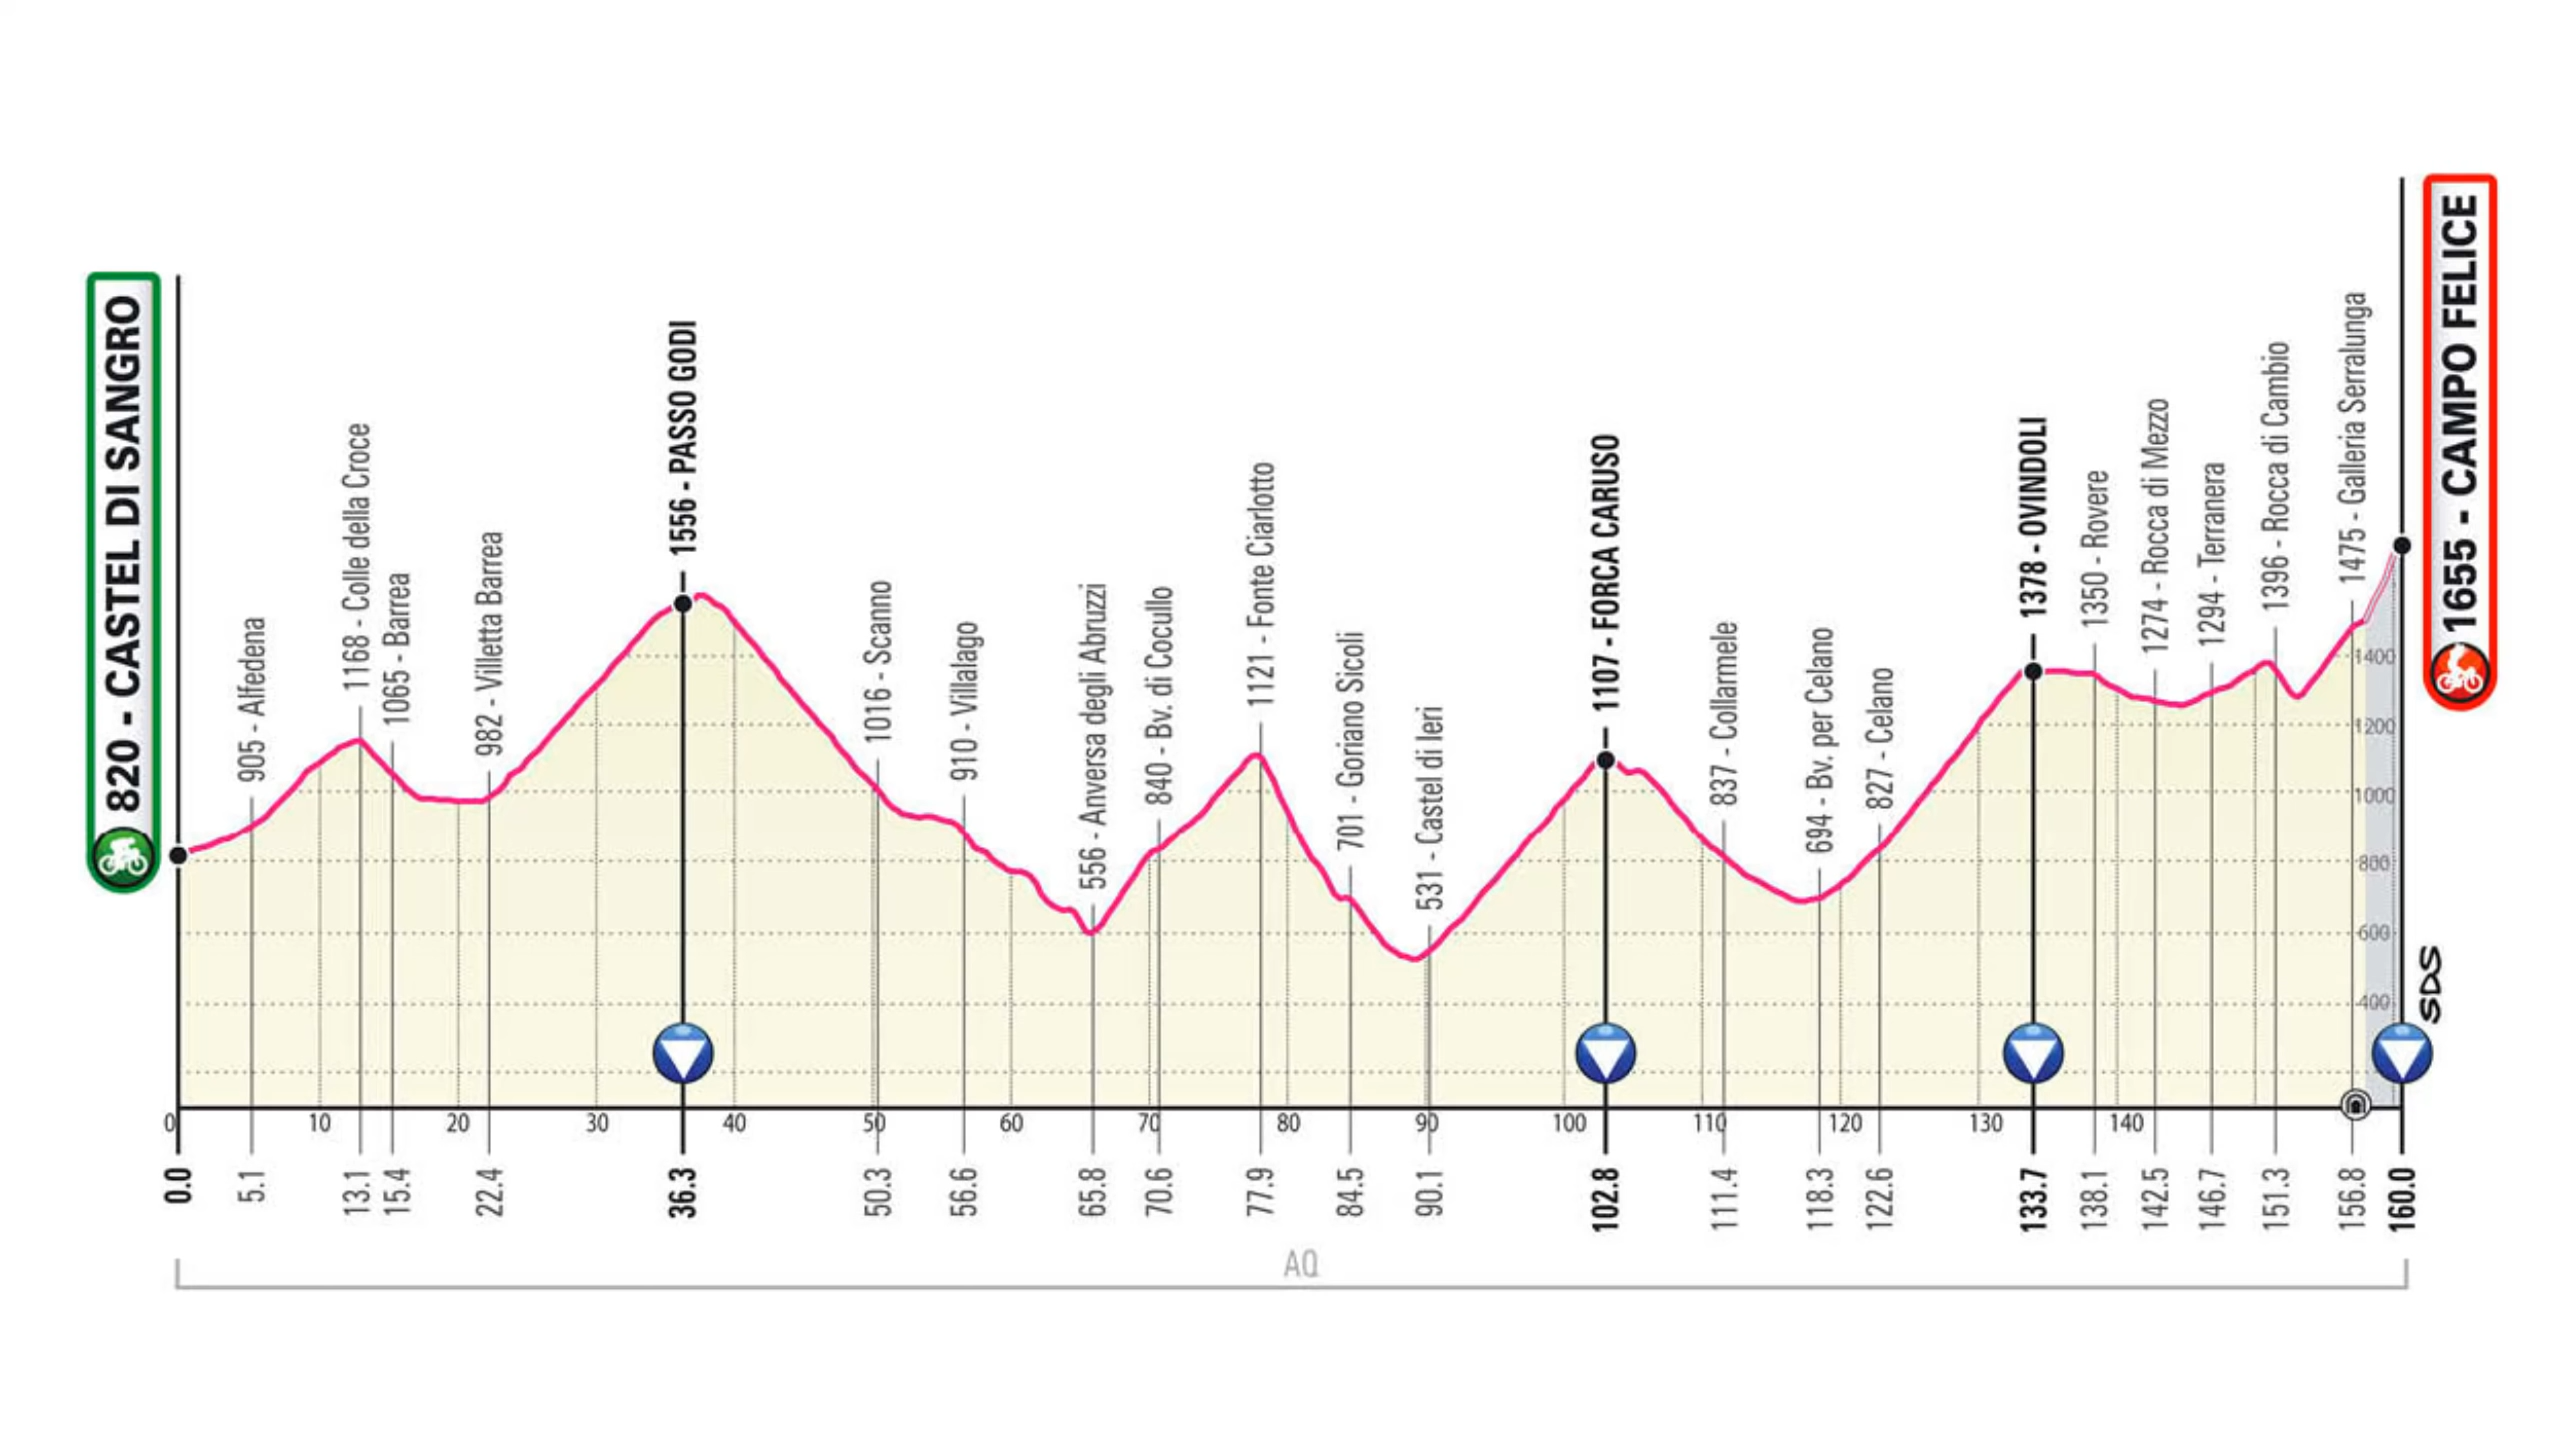 820 - CASTEL DI SANGRO
905 - Alfedena
1168 - Colle della Croce
1065 - Barrea
982 - Villetta Barrea
1556 - PASSO GODI
1016 - Scanno
910 - Villalago
556 - Anversa degli Abruzzi
840 - Bv. di Cocullo
1121 - Fonte Ciarlotto
701 - Goriano Sicoli
531 - Castel di Ieri
1107 - FORCA CARUSO
837 - Collarmele
694 - Bv. per Celano
827 - Celano
1378 - OVINDOLI
1350 - Rovere
1274 - Rocca di Mezzo
1294 - Terranera
1396 - Rocca di Cambio
1475 - Galleria Serralunga
1655 - CAMPO FELICE
1400
1200
1000
800
600
400
SDS
0 10 20 30 40 50 60 70 80 90 100 110 120 130 140
0.0 5.1 13.1 15.4 22.4 36.3 50.3 56.6 65.8 70.6 77.9 84.5 90.1 102.8 111.4 118.3 122.6 133.7 138.1 142.5 146.7 151.3 156.8 160.0
AQ